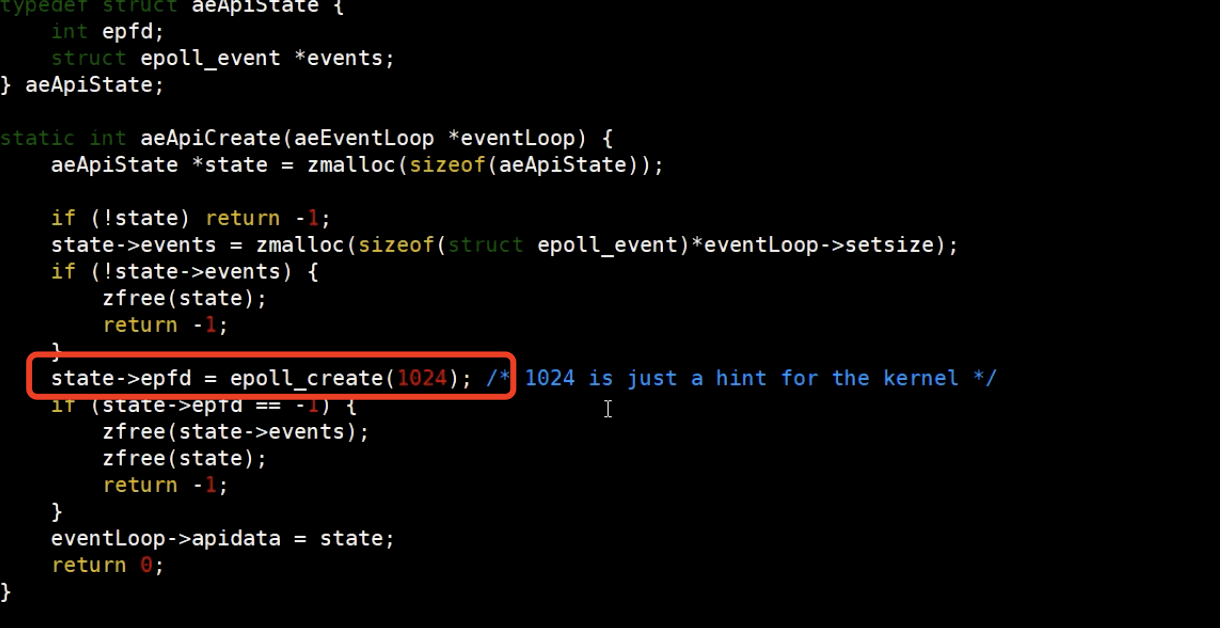 typedef struct aeApiState {
    int epfd;
    struct epoll_event *events;
} aeApiState;
static int aeApiCreate(aeEventLoop *eventLoop) {
    aeApiState *state = zmalloc(sizeof(aeApiState));
    if (!state) return -1;
    state->events = zmalloc(sizeof(struct epoll_event)*eventLoop->setsize);
    if (!state->events) {
        zfree(state);
        return -1;
    }
    state->epfd = epoll_create(1024); /* 1024 is just a hint for the kernel */
    if (state->epfd == -1) {
        zfree(state->events);
        zfree(state);
        return -1;
    }
    eventLoop->apidata = state;
    return 0;
}